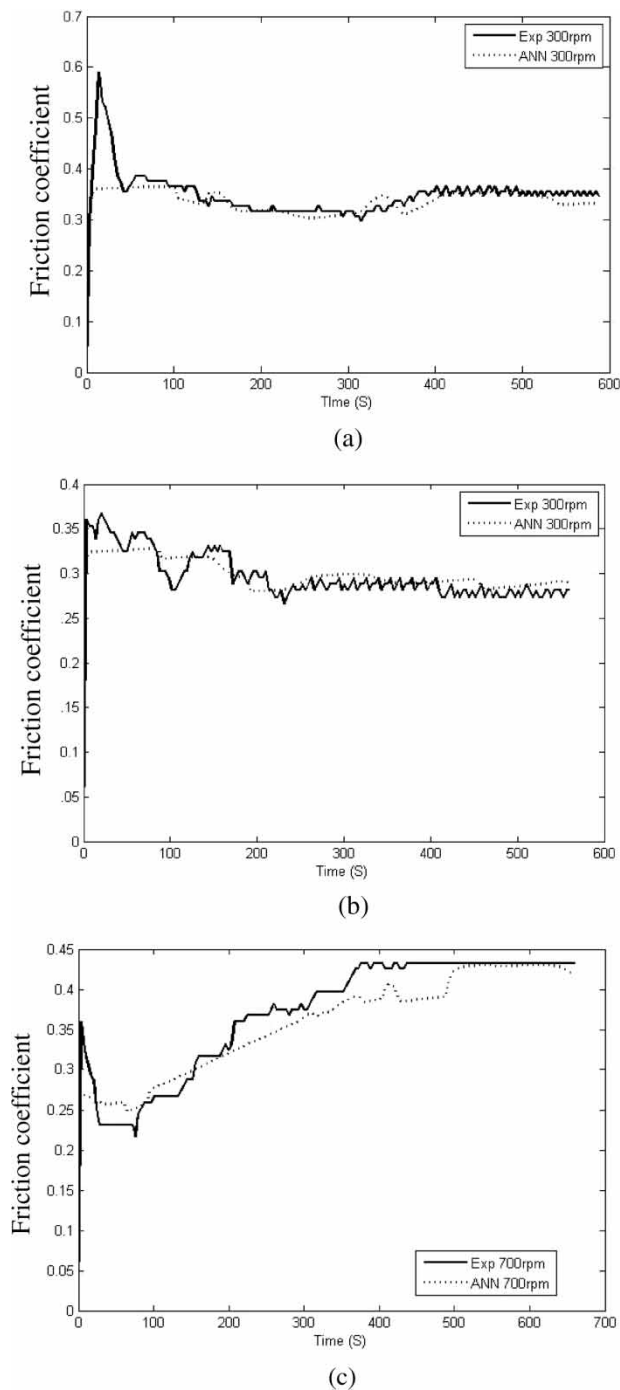 0.7
0.6
0.5
0.4
0.3
0.2
0.1
0
Friction coefficient
Exp 300rpm
ANN 300rpm
0 100 200 300 400 500 600
TIme (S)
(a)
0.4
0.35
0.3
0.25
.2
.15
0.1
.05
0
Friction coefficient
Exp 300rpm
ANN 300rpm
0 100 200 300 400 500 600
Time (S)
(b)
0.45
0.4
0.35
0.3
0.25
0.2
0.15
0.1
0.05
0
Friction coefficient
Exp 700rpm
ANN 700rpm
0 100 200 300 400 500 600 700
Time (S)
(c)